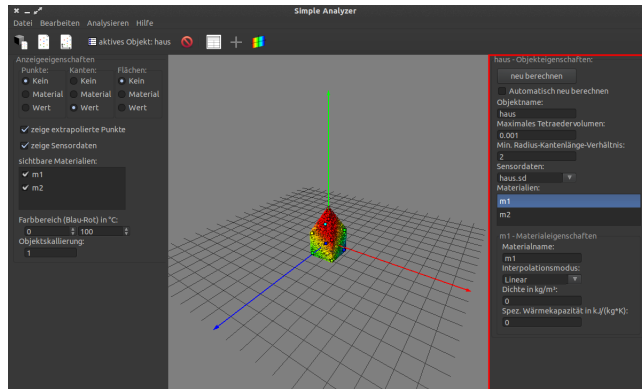 Simple Analyzer
Datei Bearbeiten Analysieren Hilfe
aktives Objekt: haus
Anzeigeeigenschaften
Punkte: Kanten: Flächen:
Kein Kein Kein
Material Material Material
Wert Wert Wert
zeige extrapolierte Punkte
zeige Sensordaten
sichtbare Materialien:
m1
m2
Farbbereich (Blau-Rot) in °C:
0 100
Objektskallierung:
1
haus - Objekteigenschaften:
neu berechnen
Automatisch neu berechnen
Objektname:
haus
Maximales Tetraedervolumen:
0.001
Min. Radius-Kantenlänge-Verhältnis:
2
Sensordaten:
haus.sd
Materialien:
m1
m2
m1 - Materialeigenschaften
Materialname:
m1
Interpolationsmodus:
Linear
Dichte in kg/m³:
0
Spez. Wärmekapazität in kJ/(kg*K):
0